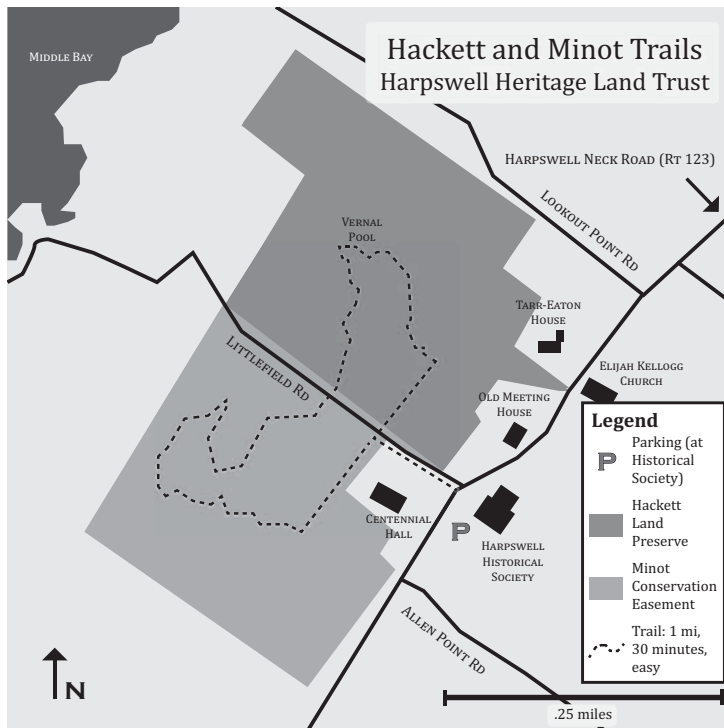 Hackett and Minot Trails
Harpswell Heritage Land Trust
Middle Bay
Harpswell Neck Road (Rt 123)
Lookout Point Rd
Vernal
Pool
Tarr-Eaton
House
Littlefield Rd
Elijah Kellogg
Church
Old Meeting
House
Centennial
Hall
P
Harpswell
Historical
Society
Allen Point Rd
Legend
P
Parking (at
Historical
Society)
Hackett
Land
Preserve
Minot
Conservation
Easement
Trail: 1 mi,
30 minutes,
easy
N
.25 miles